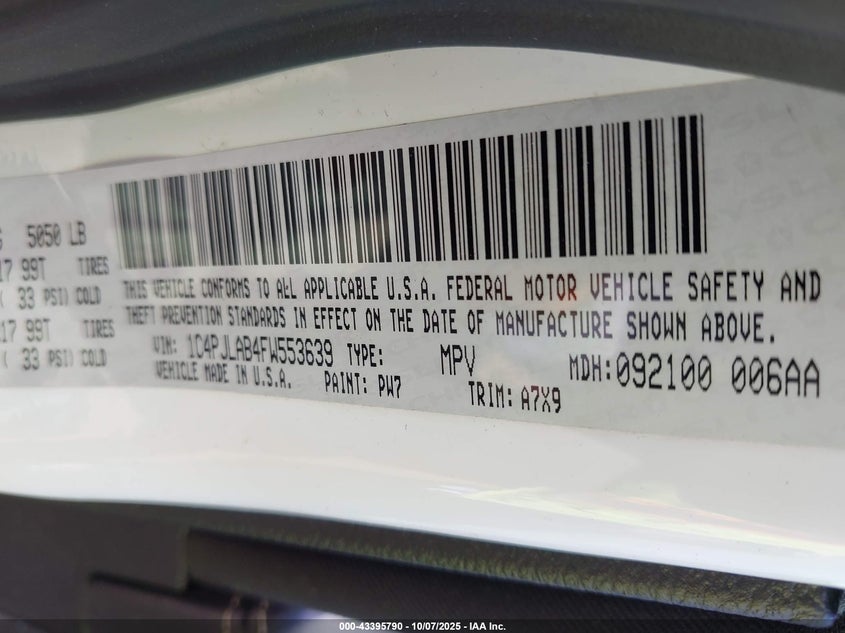 5050 LB
17 99T TIRES
( 33 PSI) COLD
17 99T TIRES
( 33 PSI) COLD
THIS VEHICLE CONFORMS TO ALL APPLICABLE U.S.A. FEDERAL MOTOR VEHICLE SAFETY AND
THEFT PREVENTION STANDARDS IN EFFECT ON THE DATE OF MANUFACTURE SHOWN ABOVE.
VIN: 1C4PJLAB4FW553639 TYPE: MPV MDH:092100 006AA
VEHICLE MADE IN U.S.A. PAINT: PW7 TRIM: A7X9
000-43395790 - 10/07/2025 - IAA Inc.